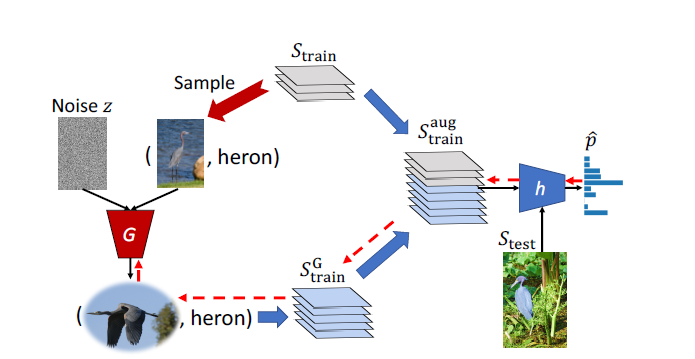 S_train
Sample
Noise z
S_train^aug
p̂
(
, heron)
h
G
S_test
S_train^G
(
, heron)